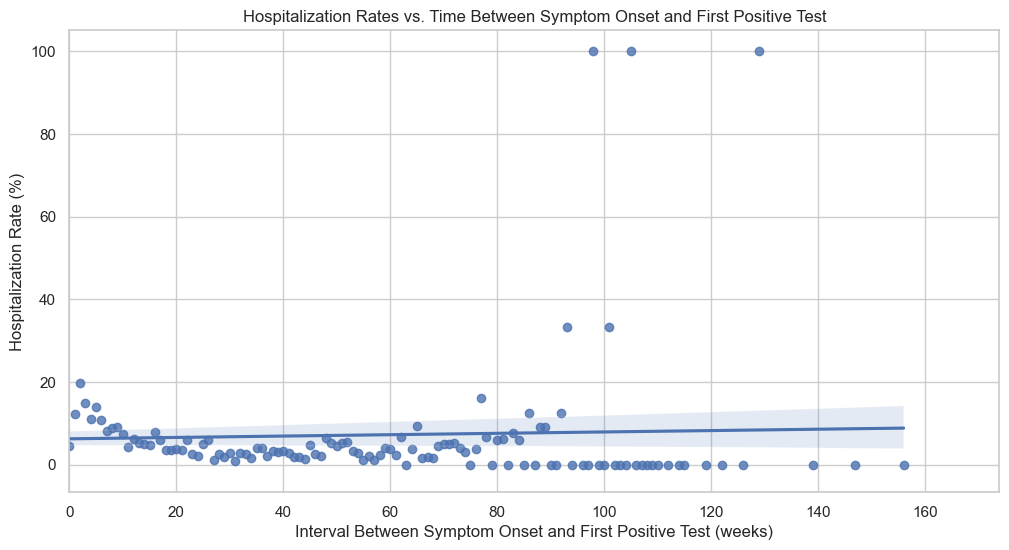 Hospitalization Rates vs. Time Between Symptom Onset and First Positive Test
Hospitalization Rate (%)
100
80
60
40
20
0
0 20 40 60 80 100 120 140 160
Interval Between Symptom Onset and First Positive Test (weeks)